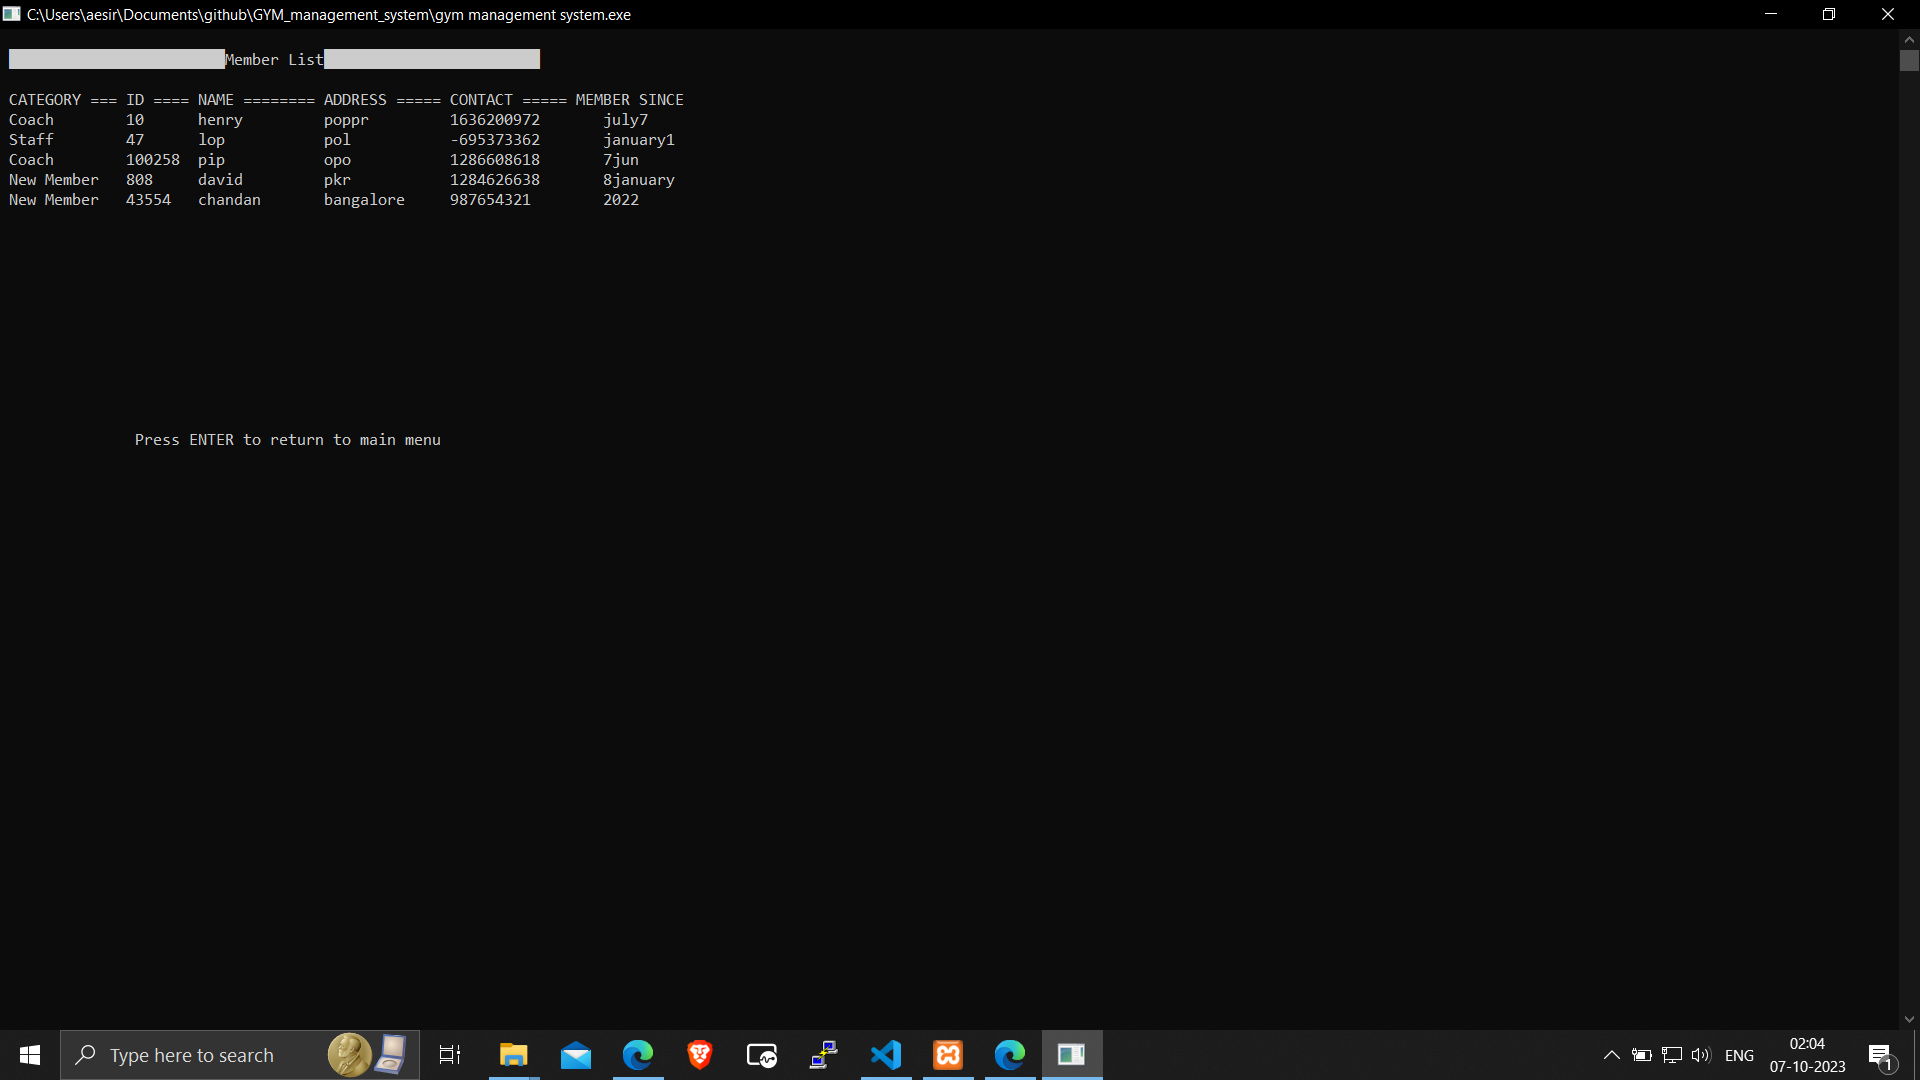 C:\Users\aesir\Documents\github\GYM_management_system\gym management system.exe
Member List
CATEGORY === ID ==== NAME ======== ADDRESS ===== CONTACT ===== MEMBER SINCE
Coach 10 henry poppr 1636200972 july7
Staff 47 lop pol -695373362 january1
Coach 100258 pip opo 1286608618 7jun
New Member 808 david pkr 1284626638 8january
New Member 43554 chandan bangalore 987654321 2022
Press ENTER to return to main menu
Type here to search
ENG
02:04
07-10-2023
1